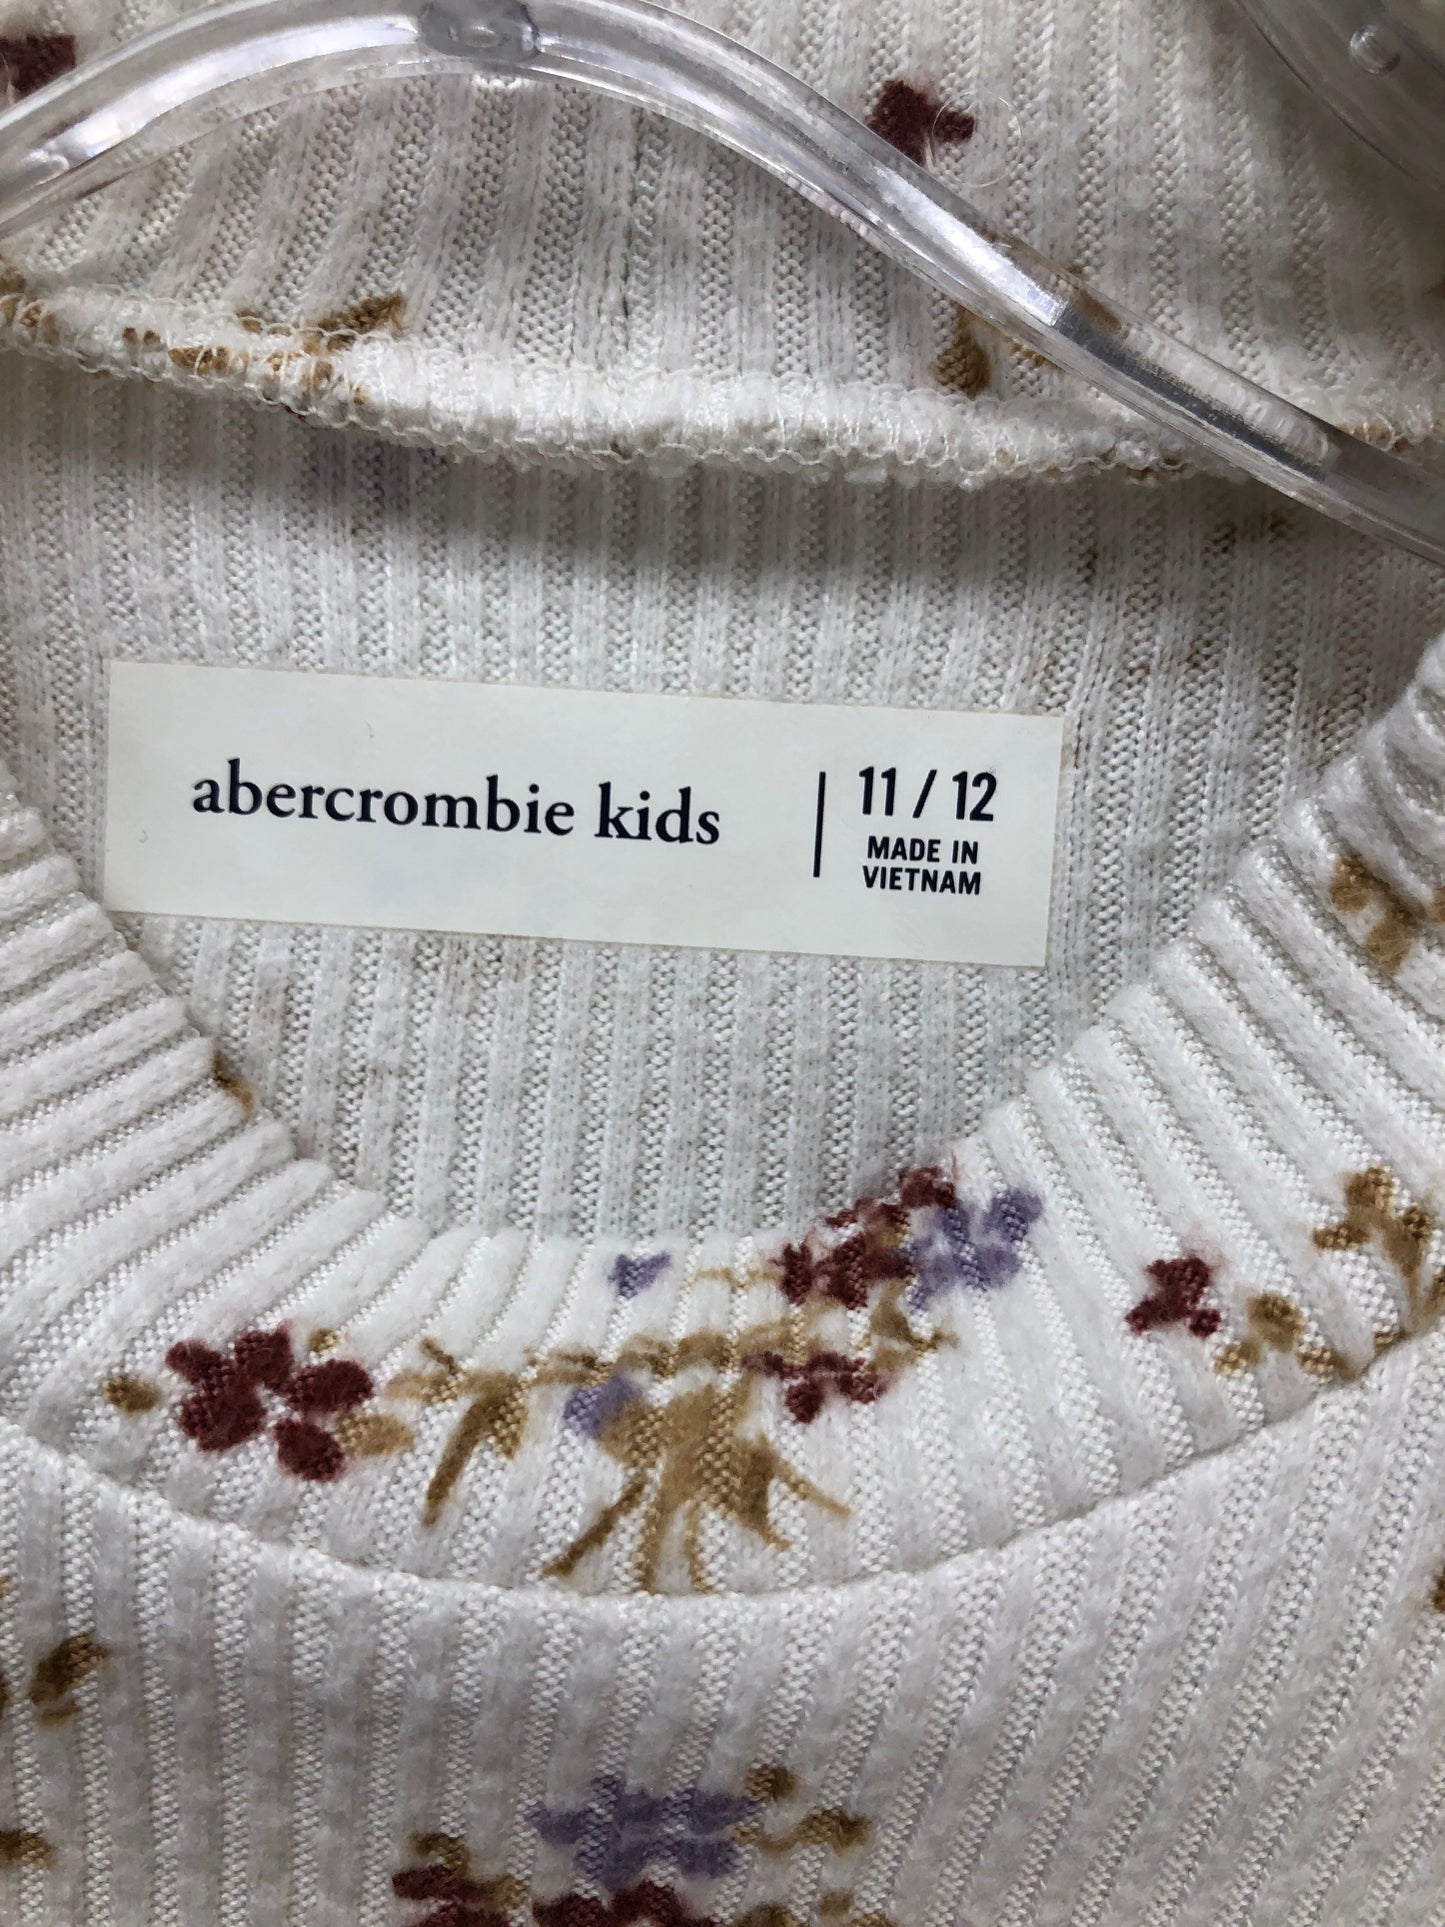 abercrombie kids
11 / 12
MADE IN
VIETNAM